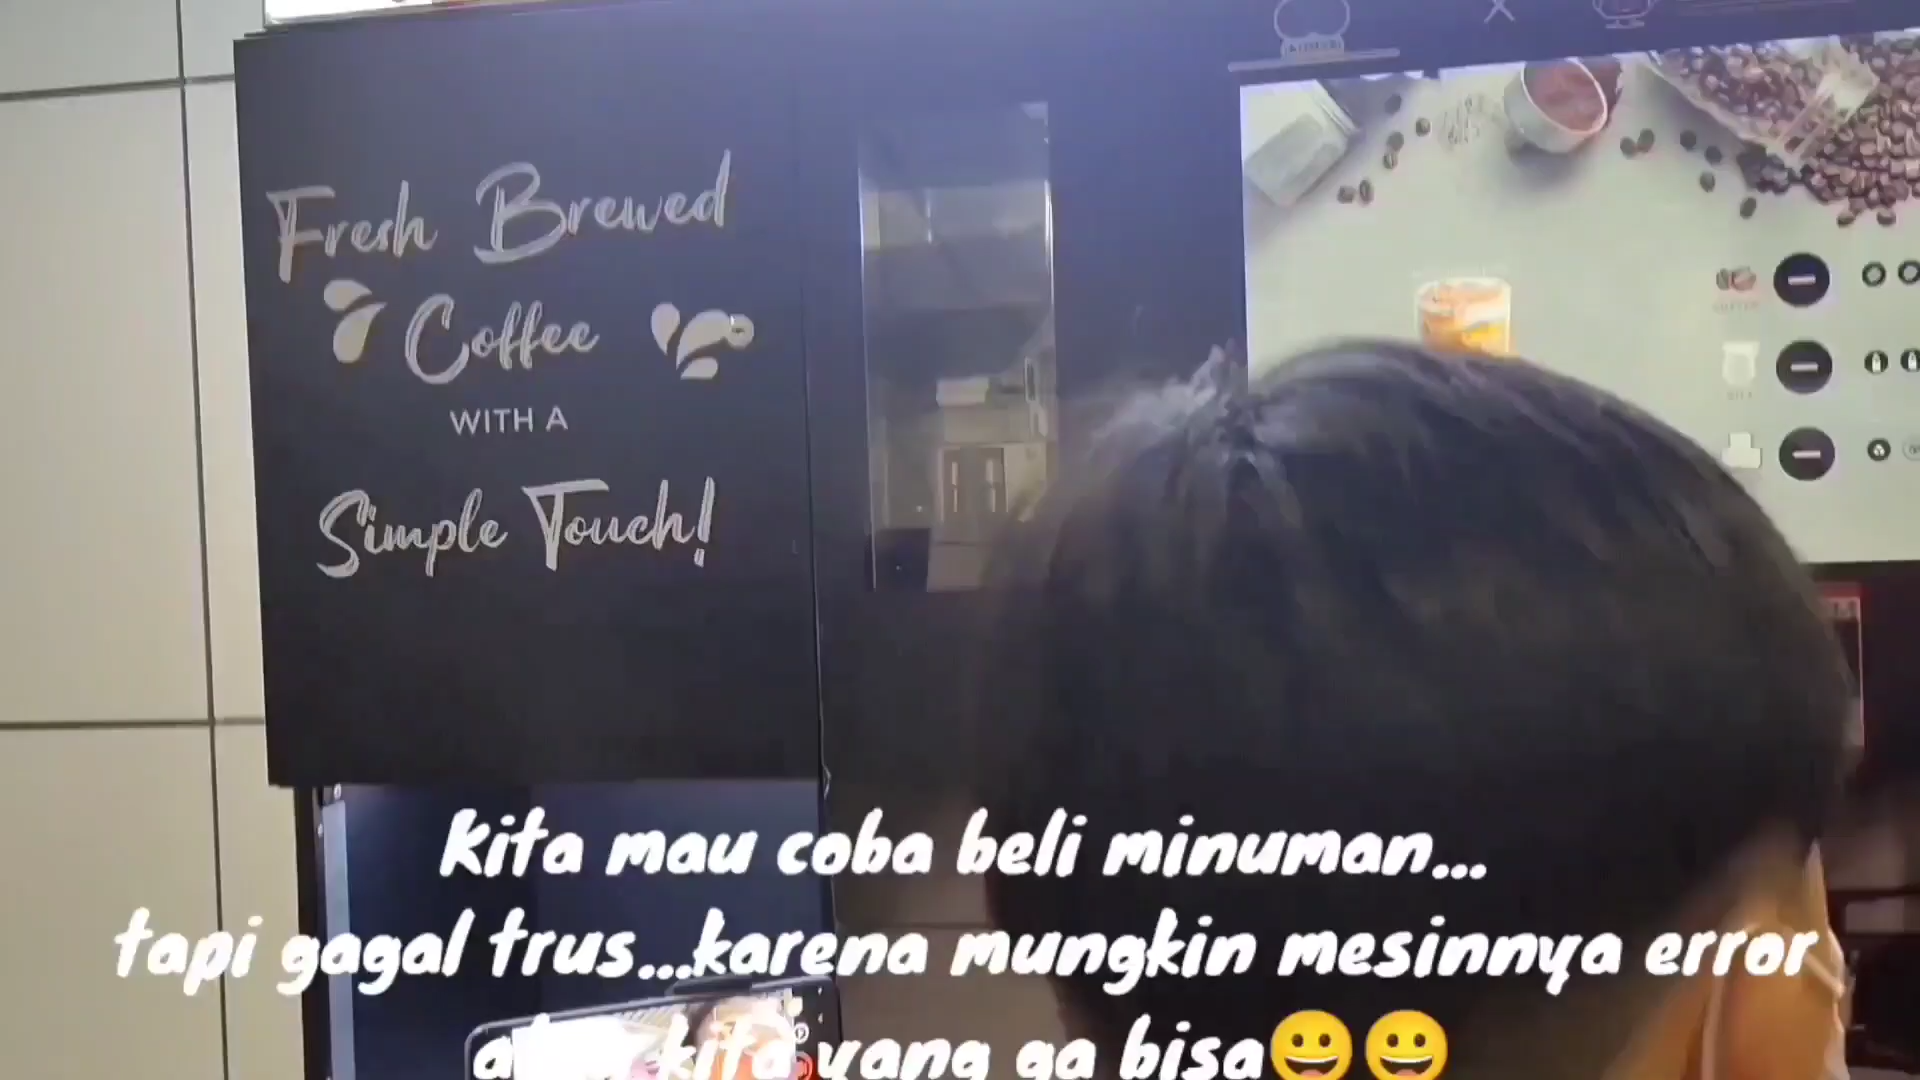 Fresh Brewed
Coffee
WITH A
Simple Touch!
Kita mau coba beli minuman...
tapi gagal trus...karena mungkin mesinnya error
kita yang ga bisa😀😀